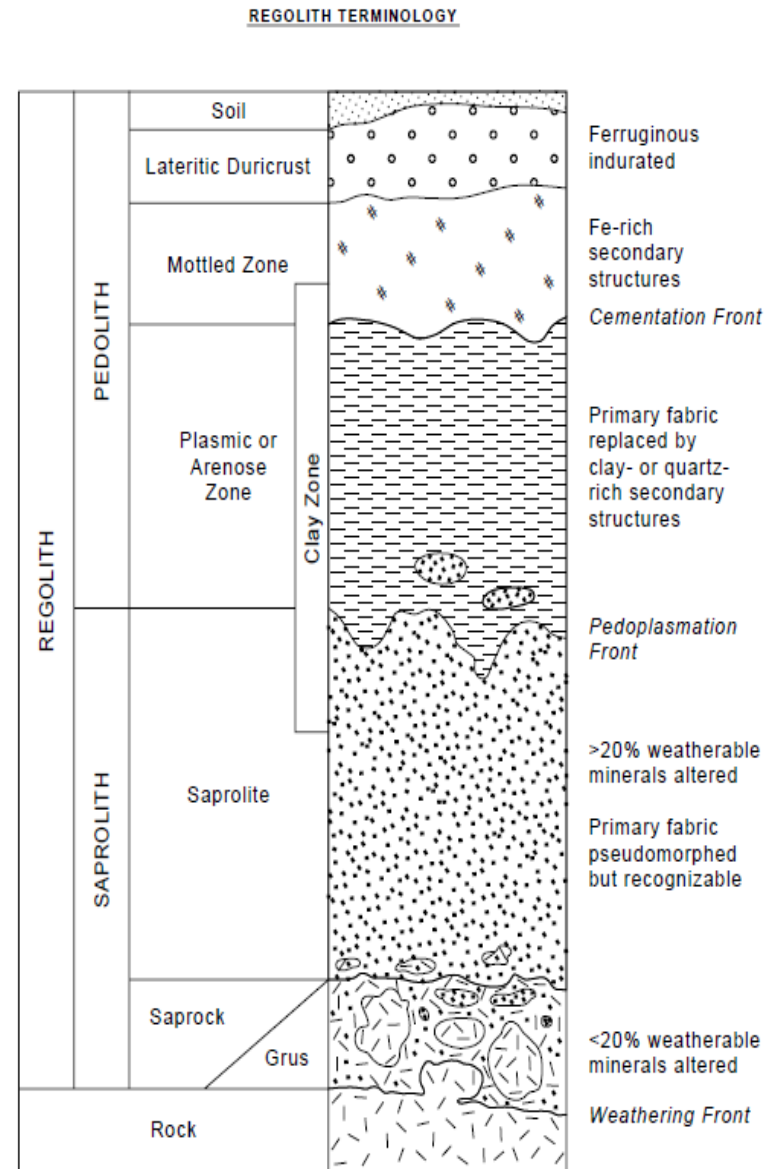 REGOLITH TERMINOLOGY
REGOLITH
PEDOLITH
SAPROLITH
Soil
Lateritic Duricrust
Mottled Zone
Plasmic or
Arenose
Zone
Clay Zone
Saprolite
Saprock
Grus
Rock
Ferruginous
indurated
Fe-rich
secondary
structures
Cementation Front
Primary fabric
replaced by
clay- or quartz-
rich secondary
structures
Pedoplasmation
Front
>20% weatherable
minerals altered
Primary fabric
pseudomorphed
but recognizable
<20% weatherable
minerals altered
Weathering Front